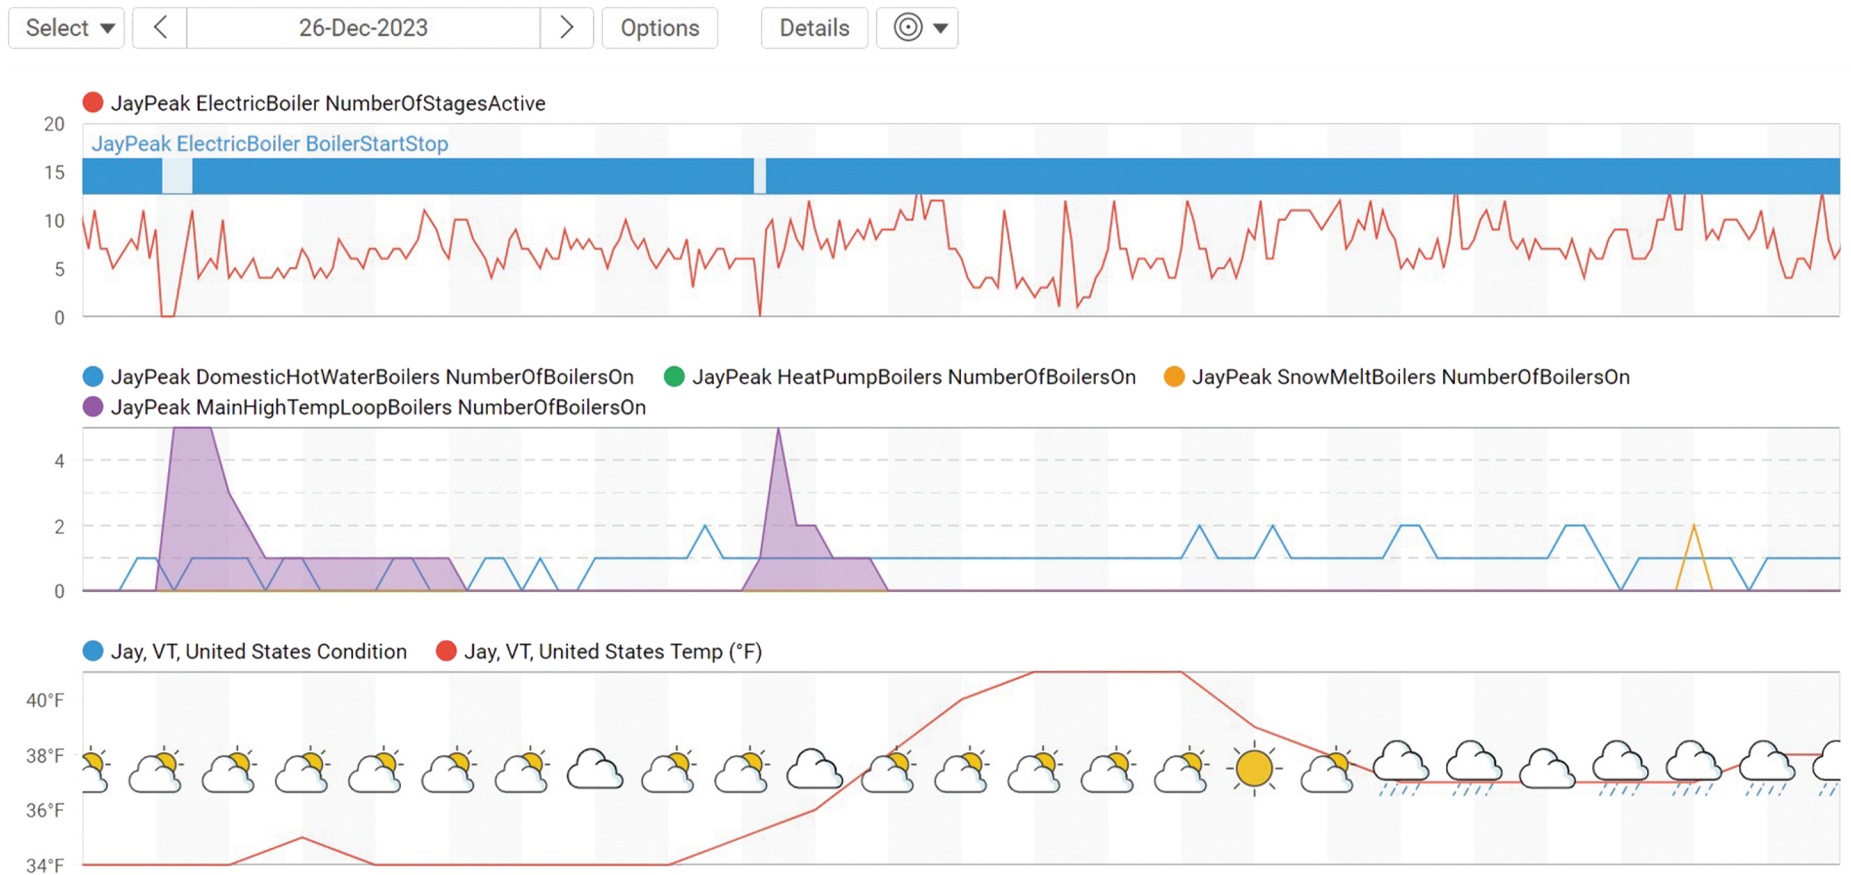 Select 26-Dec-2023 Options Details
JayPeak ElectricBoiler NumberOfStagesActive
20
JayPeak ElectricBoiler BoilerStartStop
15
10
5
0
JayPeak DomesticHotWaterBoilers NumberOfBoilersOn JayPeak HeatPumpBoilers NumberOfBoilersOn JayPeak SnowMeltBoilers NumberOfBoilersOn
JayPeak MainHighTempLoopBoilers NumberOfBoilersOn
4
2
0
Jay, VT, United States Condition Jay, VT, United States Temp (°F)
40°F
38°F
36°F
34°F